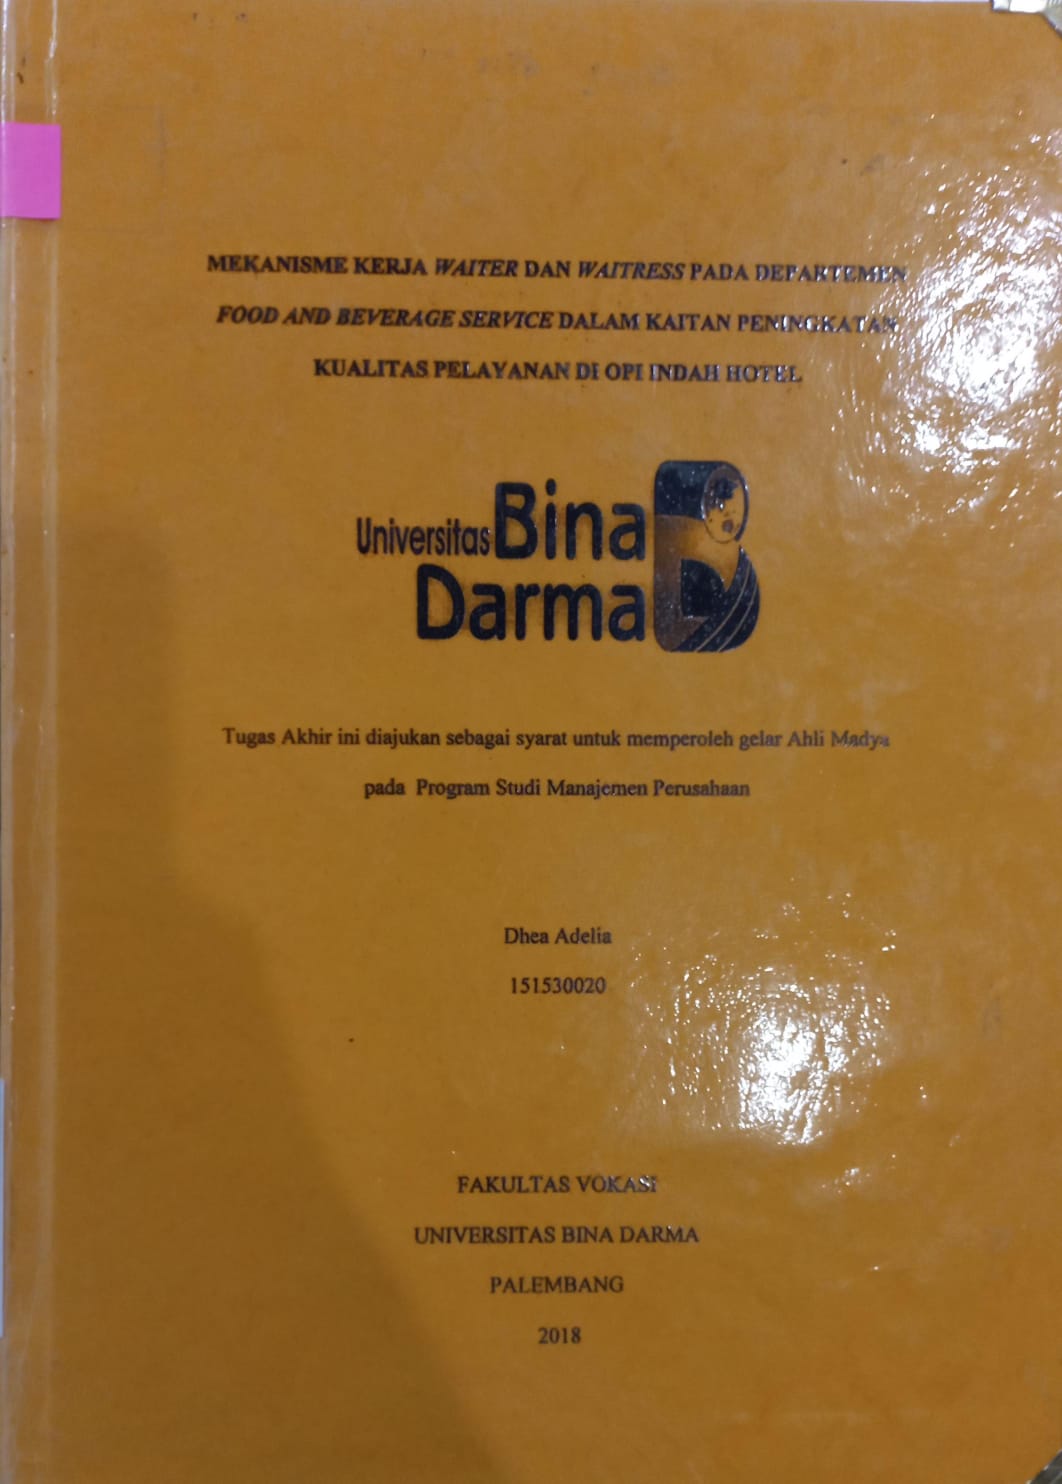 MEKANISME KERJA WAITER DAN WAITRESS PADA DEPARTEMEN
FOOD AND BEVERAGE SERVICE DALAM KAITAN PENINGKATAN
KUALITAS PELAYANAN DI OPI INDAH HOTEL
Universitas Bina
Darma
Tugas Akhir ini diajukan sebagai syarat untuk memperoleh gelar Ahli Madya
pada Program Studi Manajemen Perusahaan
Dhea Adelia
151530020
FAKULTAS VOKASI
UNIVERSITAS BINA DARMA
PALEMBANG
2018